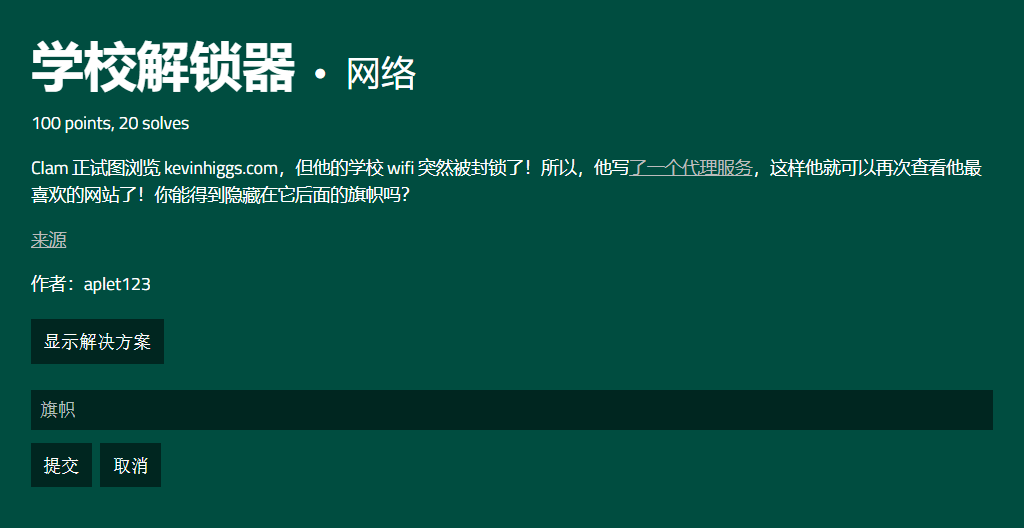 学校解锁器 • 网络
100 points, 20 solves
Clam 正试图浏览 kevinhiggs.com，但他的学校 wifi 突然被封锁了！所以，他写了一个代理服务，这样他就可以再次查看他最
喜欢的网站了！你能得到隐藏在它后面的旗帜吗？
来源
作者：aplet123
显示解决方案
旗帜
提交 取消